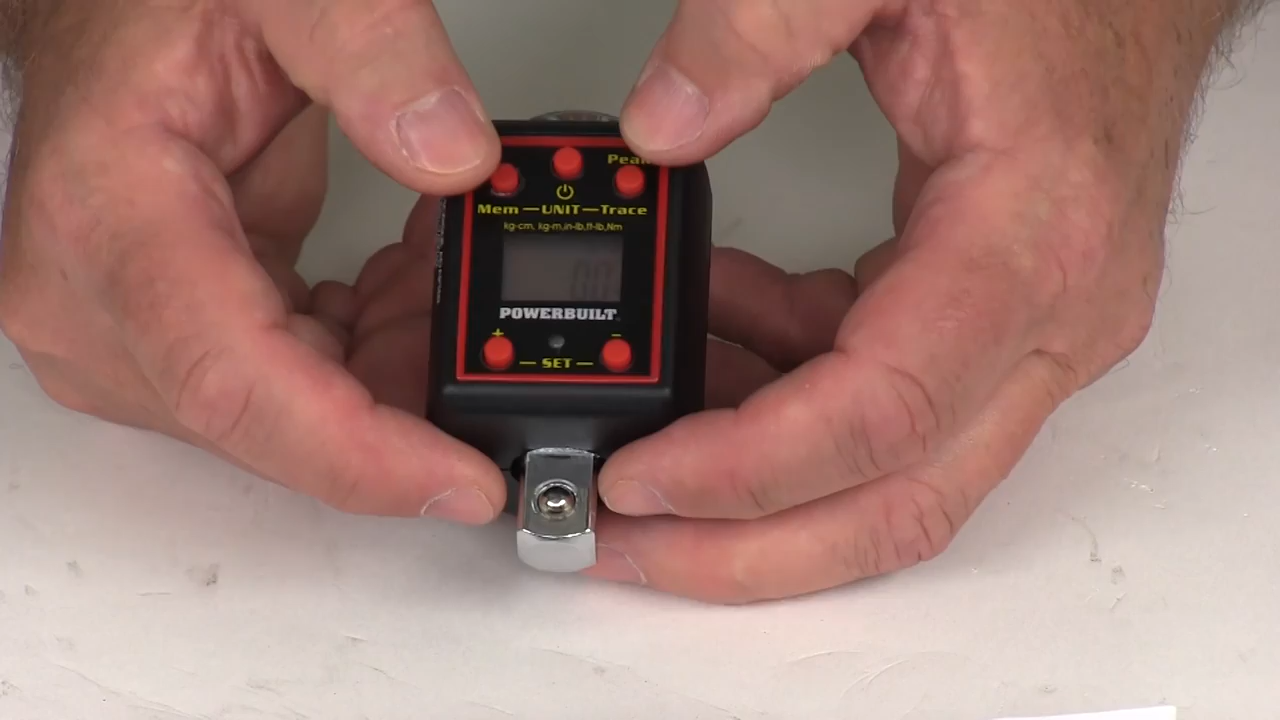 Peak
Mem — UNIT — Trace
kg-cm, kg-m,in-lb,ft-lb,Nm
POWERBUILT
+ −
— SET —